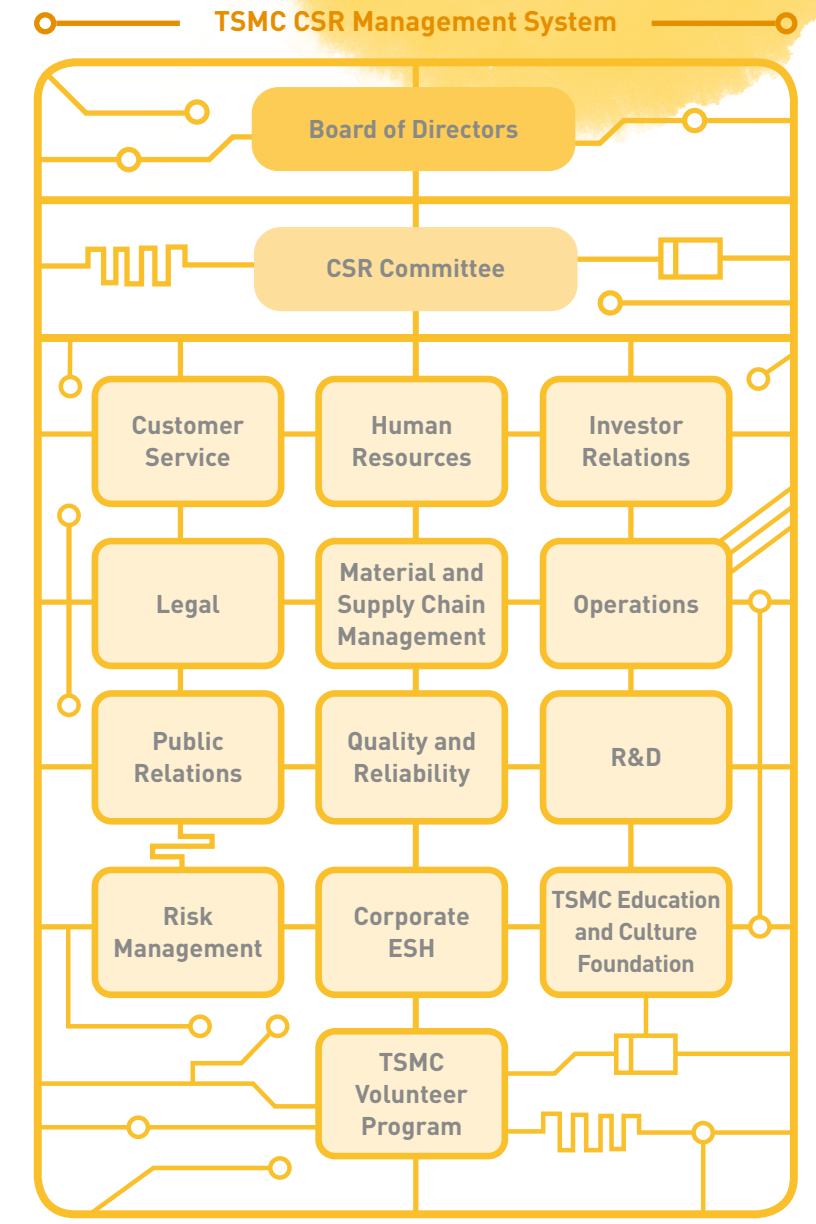 TSMC CSR Management System
Board of Directors
CSR Committee
Customer
Service
Human
Resources
Investor
Relations
Legal
Material and
Supply Chain
Management
Operations
Public
Relations
Quality and
Reliability
R&D
Risk
Management
Corporate
ESH
TSMC Education
and Culture
Foundation
TSMC
Volunteer
Program